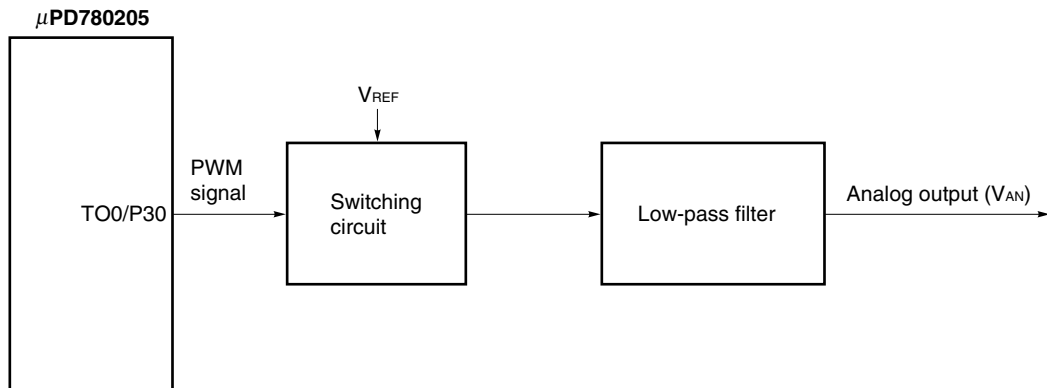 μPD780205
VREF
PWM
signal
TO0/P30
Switching
circuit
Low-pass filter
Analog output (VAN)